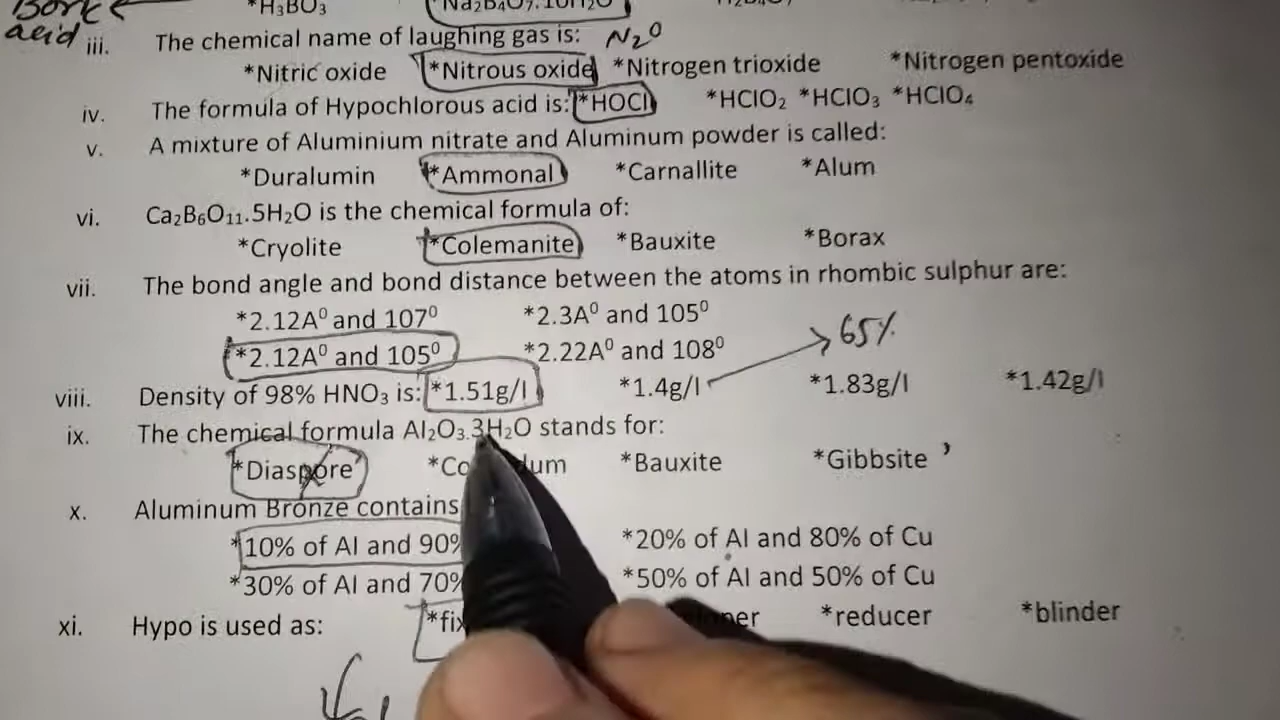 Boric
acid
*H₃BO₃ Na₂B₄O₇.10H₂O
iii. The chemical name of laughing gas is: N₂O
*Nitric oxide *Nitrous oxide *Nitrogen trioxide *Nitrogen pentoxide
iv. The formula of Hypochlorous acid is: *HOCl *HClO₂ *HClO₃ *HClO₄
v. A mixture of Aluminium nitrate and Aluminum powder is called:
*Duralumin *Ammonal *Carnallite *Alum
vi. Ca₂B₆O₁₁.5H₂O is the chemical formula of:
*Cryolite *Colemanite *Bauxite *Borax
vii. The bond angle and bond distance between the atoms in rhombic sulphur are:
*2.12A⁰ and 107⁰ *2.3A⁰ and 105⁰
*2.12A⁰ and 105⁰ *2.22A⁰ and 108⁰
65%
viii. Density of 98% HNO₃ is: *1.51g/l *1.4g/l *1.83g/l *1.42g/l
ix. The chemical formula Al₂O₃.3H₂O stands for:
*Diaspore *Bauxite *Gibbsite
x. Aluminum Bronze contains
*10% of Al and 90% *20% of Al and 80% of Cu
*30% of Al and 70% *50% of Al and 50% of Cu
xi. Hypo is used as: *reducer *blinder